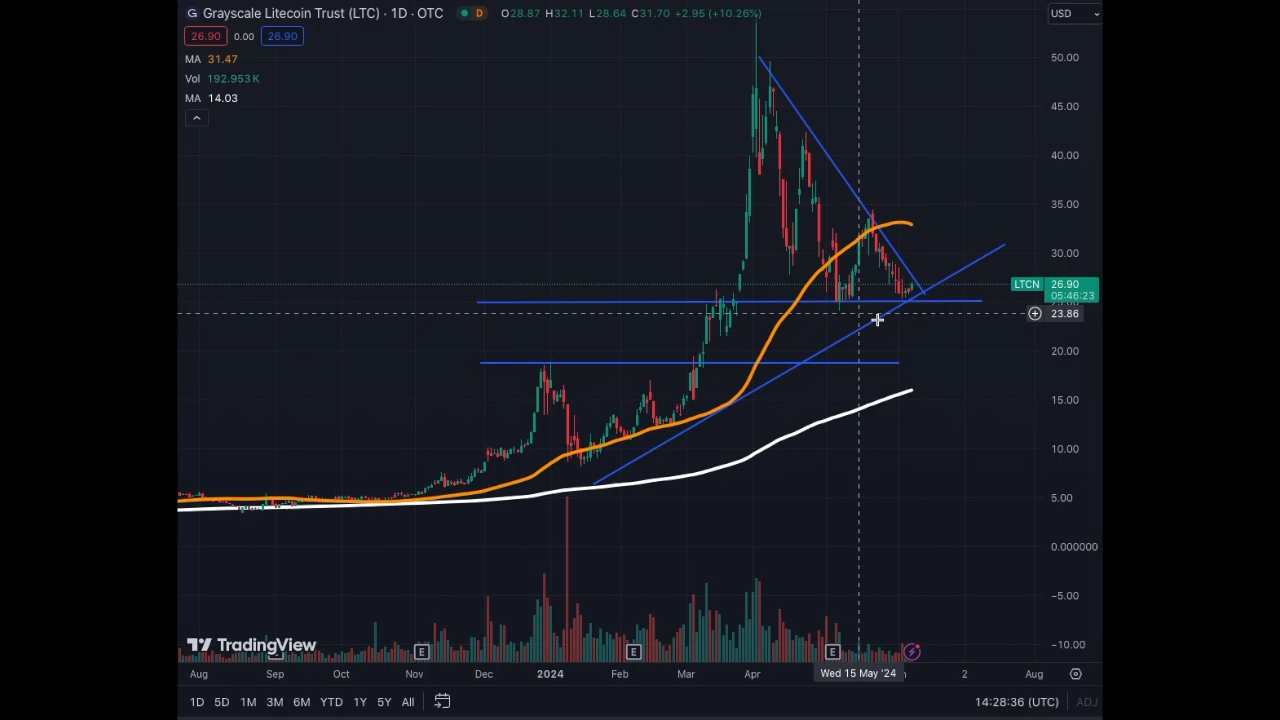 Grayscale Litecoin Trust (LTC) · 1D · OTC D O28.87 H32.11 L28.64 C31.70 +2.95 (+10.26%) USD
26.90 0.00 26.90
MA 31.47
Vol 192.953K
MA 14.03
50.00
45.00
40.00
35.00
30.00
LTCN 26.90
05:46:23
23.86
20.00
15.00
10.00
5.00
0.000000
−5.00
−10.00
TradingView
E E E
Aug Sep Oct Nov Dec 2024 Feb Mar Apr Wed 15 May '24 2 Aug
1D 5D 1M 3M 6M YTD 1Y 5Y All 14:28:36 (UTC) ADJ